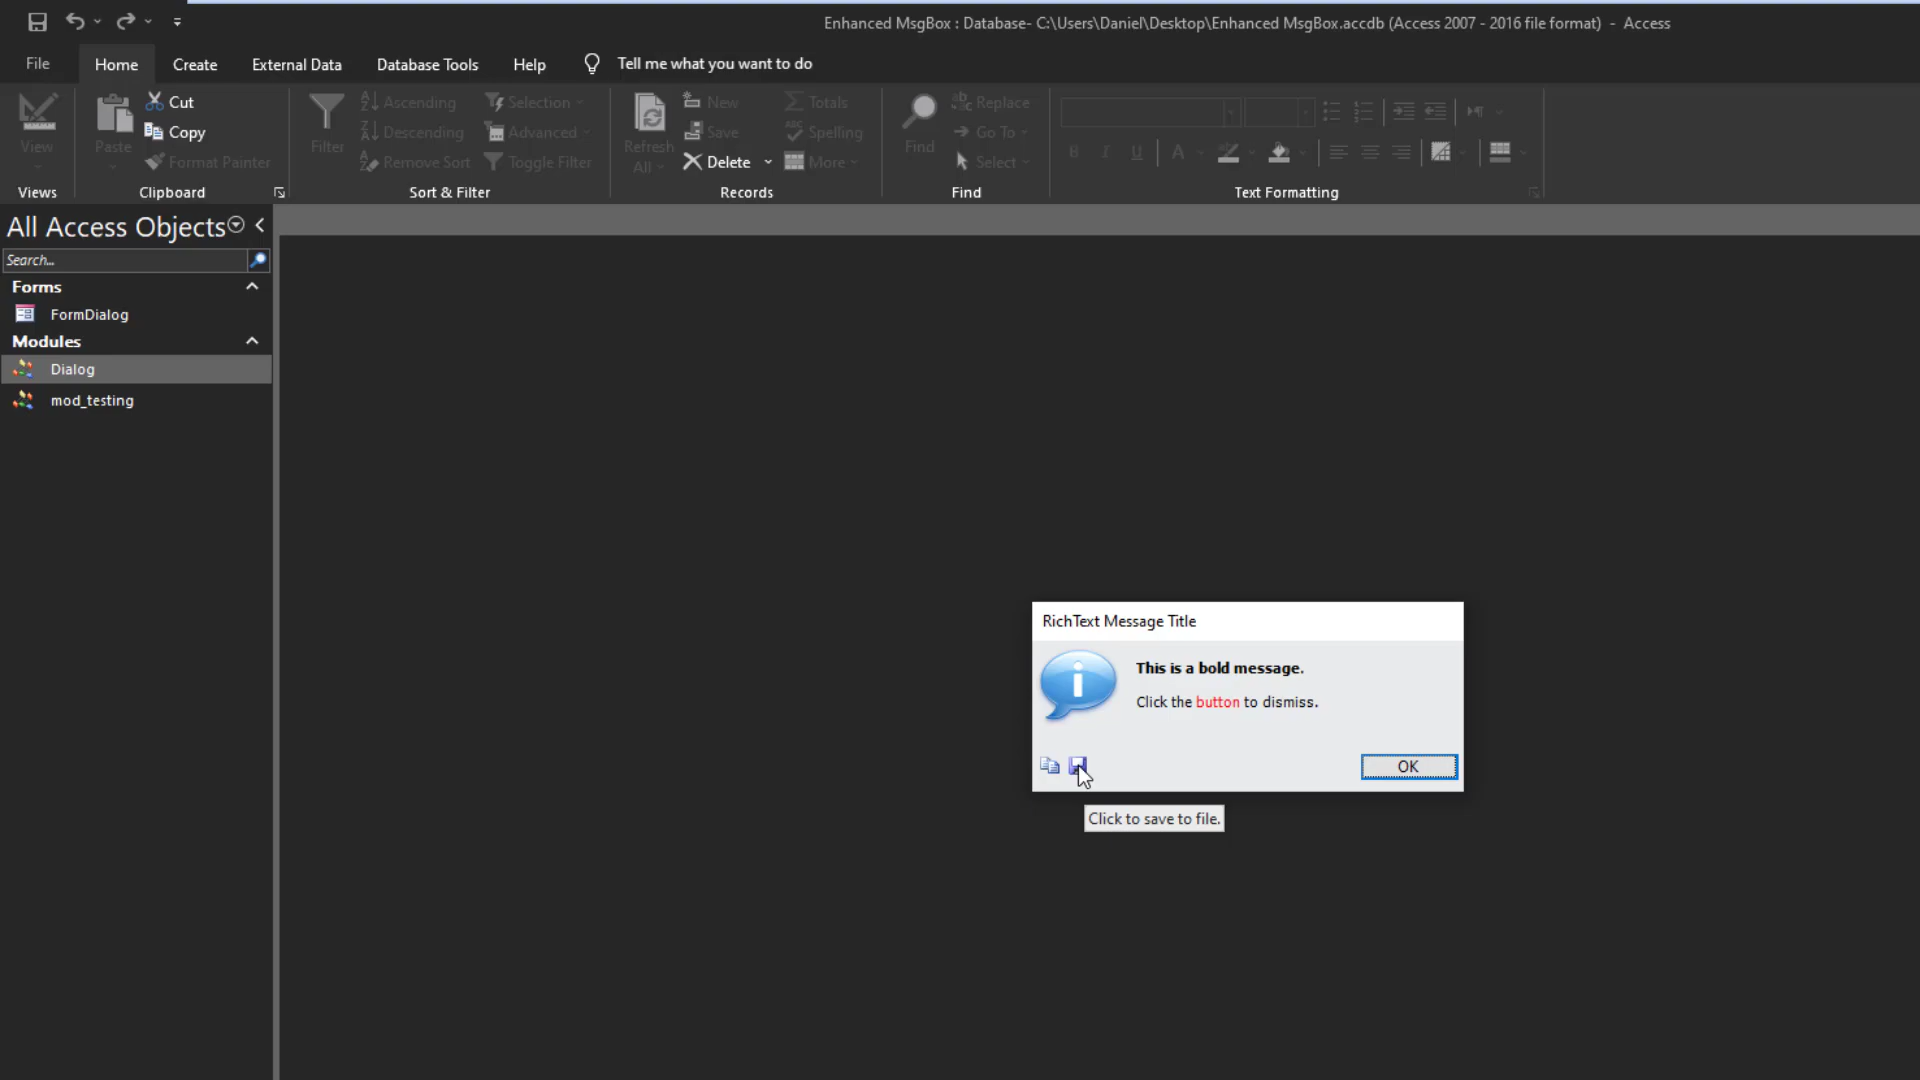 Enhanced MsgBox : Database- C:\Users\Daniel\Desktop\Enhanced MsgBox.accdb (Access 2007 - 2016 file format) - Access
File Home Create External Data Database Tools Help Tell me what you want to do
View
Paste
Cut
Copy
Format Painter
Filter
Ascending
Descending
Remove Sort
Selection
Advanced
Toggle Filter
Refresh
All
New
Save
Delete
Totals
Spelling
More
Find
Replace
Go To
Select
B I U A
Views Clipboard Sort & Filter Records Find Text Formatting
All Access Objects
Search...
Forms
FormDialog
Modules
Dialog
mod_testing
RichText Message Title
This is a bold message.
Click the button to dismiss.
OK
Click to save to file.